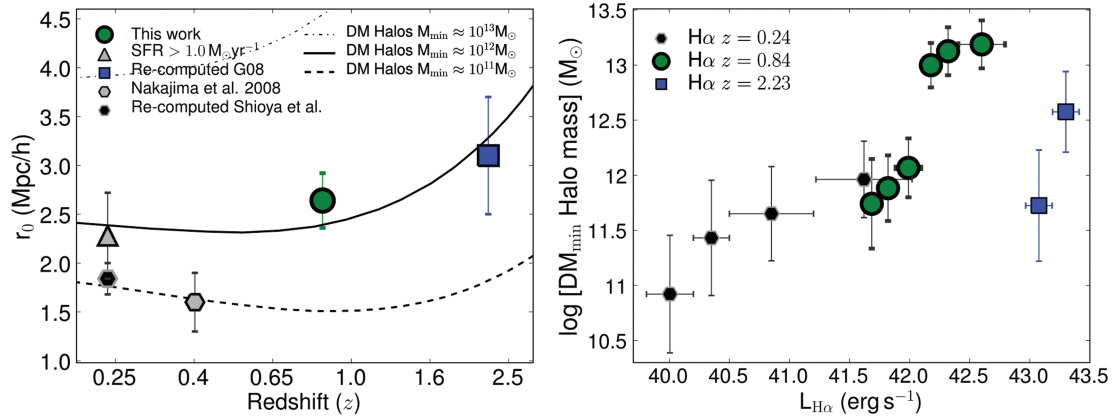 4.5
4.0
3.5
3.0
2.5
2.0
1.5
1.0
r₀ (Mpc/h)
This work
SFR > 1.0 M⊙yr⁻¹
Re-computed G08
Nakajima et al. 2008
Re-computed Shioya et al.
DM Halos Mmin ≈ 10¹³M⊙
DM Halos Mmin ≈ 10¹²M⊙
DM Halos Mmin ≈ 10¹¹M⊙
0.25 0.4 0.65 1.0 1.6 2.5
Redshift (z)
13.5
13.0
12.5
12.0
11.5
11.0
10.5
log [DMmin Halo mass] (M⊙)
Hα z = 0.24
Hα z = 0.84
Hα z = 2.23
40.0 40.5 41.0 41.5 42.0 42.5 43.0 43.5
LHα (erg s⁻¹)